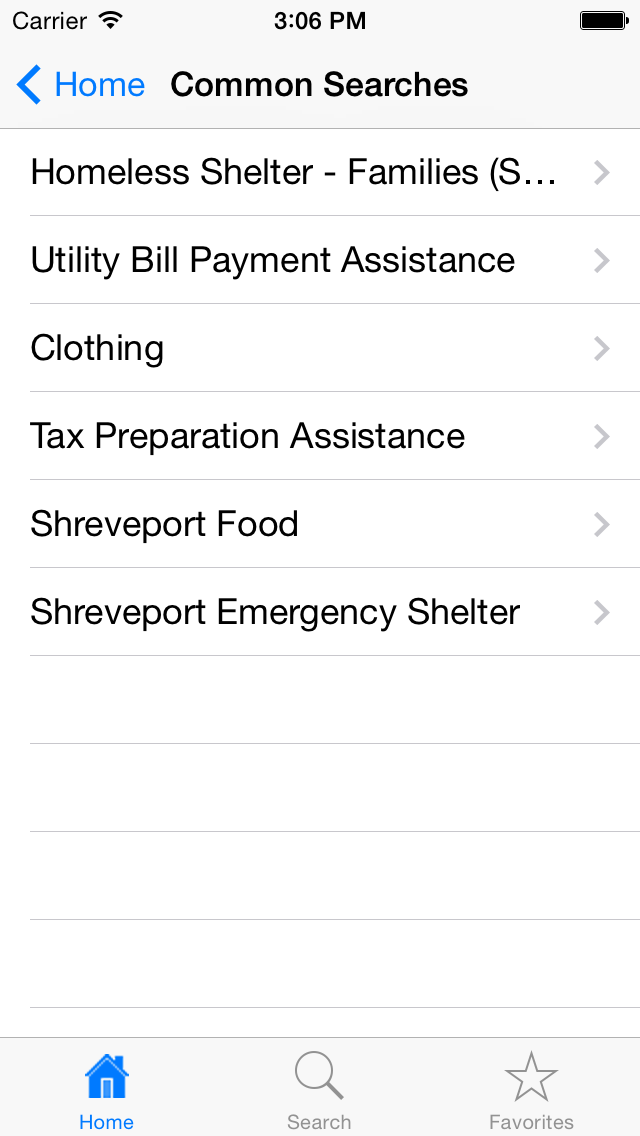 Carrier 3:06 PM
Home Common Searches
Homeless Shelter - Families (S...
Utility Bill Payment Assistance
Clothing
Tax Preparation Assistance
Shreveport Food
Shreveport Emergency Shelter
Home Search Favorites